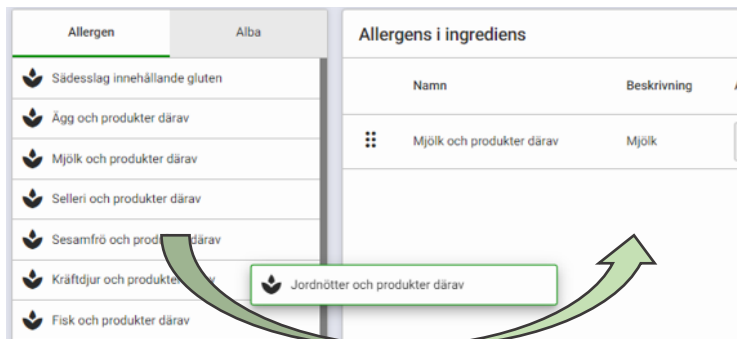 Allergen
Alba
Sädesslag innehållande gluten
Ägg och produkter därav
Mjölk och produkter därav
Selleri och produkter därav
Sesamfrö och produkter därav
Kräftdjur och produkter
Fisk och produkter därav
Jordnötter och produkter därav
Allergens i ingrediens
Namn
Beskrivning
Mjölk och produkter därav
Mjölk